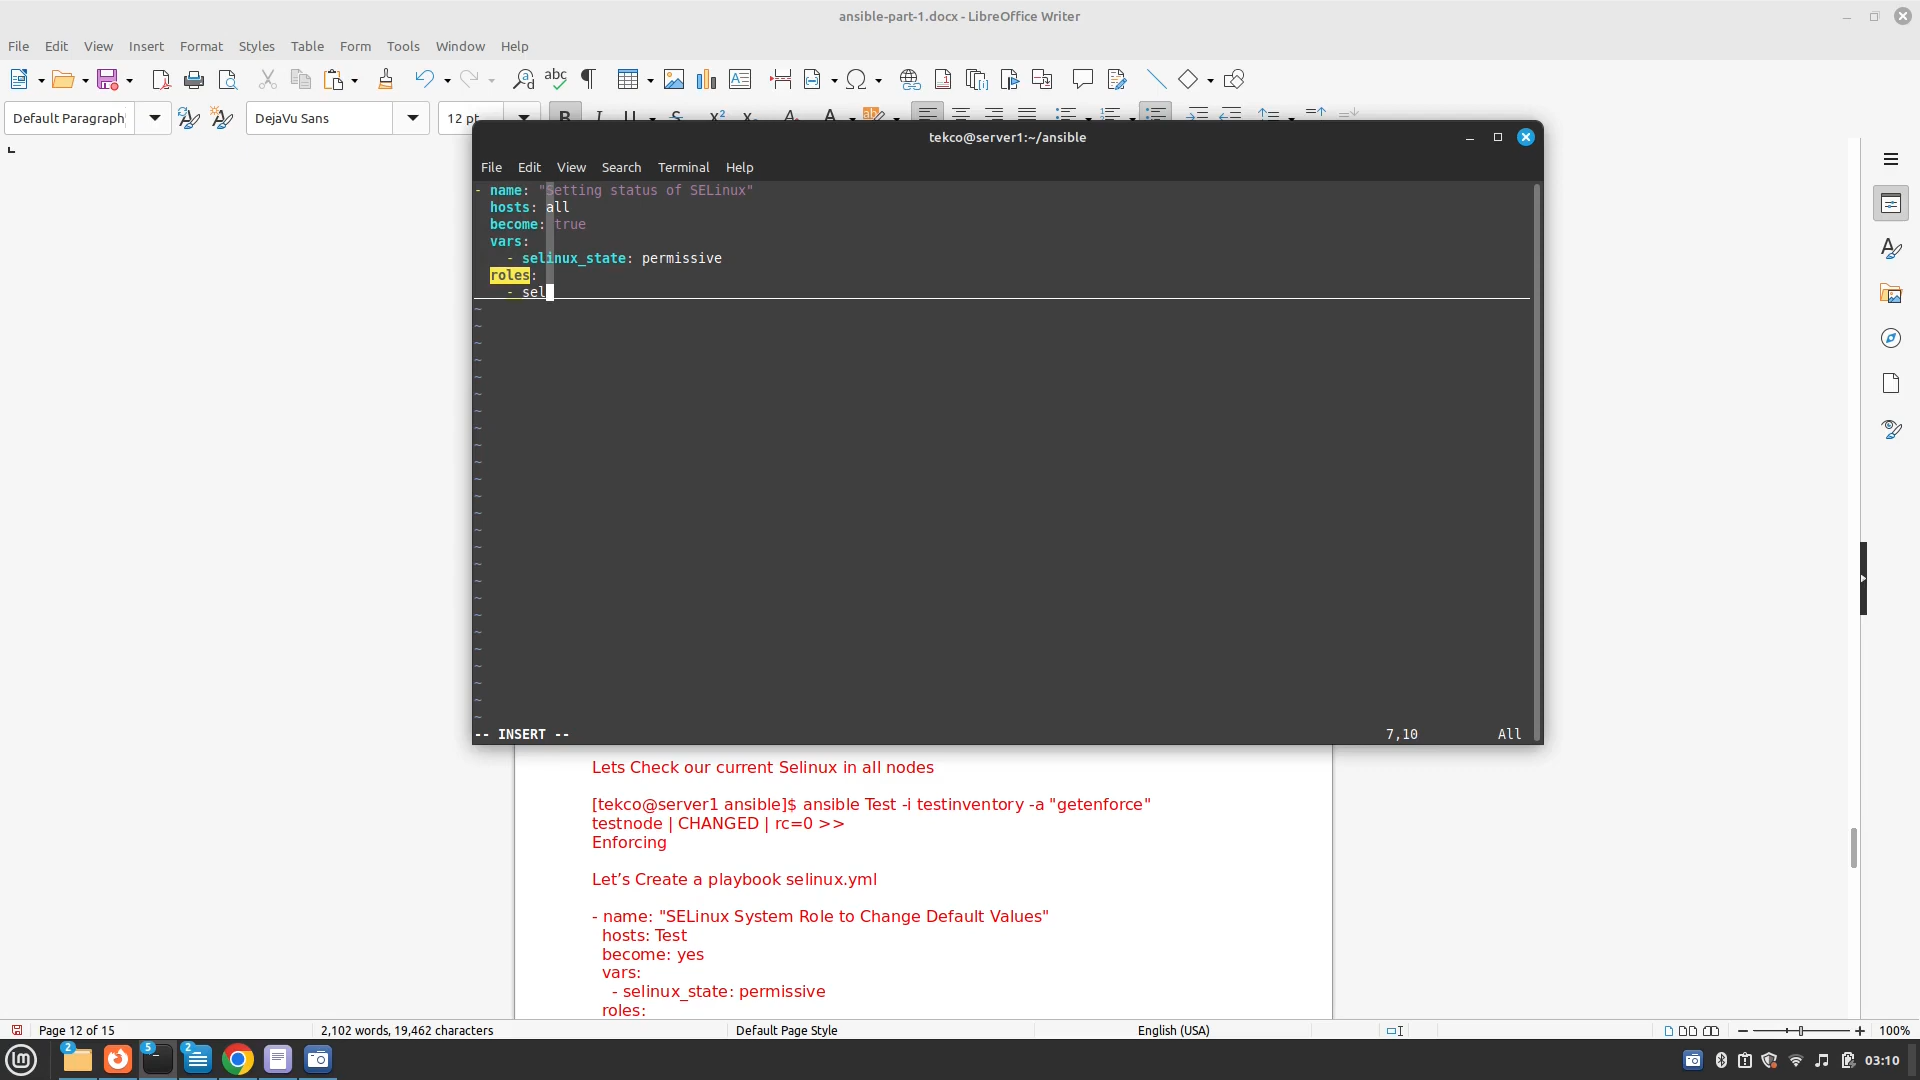 ansible-part-1.docx - LibreOffice Writer
File Edit View Insert Format Styles Table Form Tools Window Help
Default Paragraph
DejaVu Sans
12 pt
tekco@server1:~/ansible
File Edit View Search Terminal Help
- name: "Setting status of SELinux"
hosts: all
become: true
vars:
- selinux_state: permissive
roles:
- sel
-- INSERT -- 7,10 All
Lets Check our current Selinux in all nodes
[tekco@server1 ansible]$ ansible Test -i testinventory -a "getenforce"
testnode | CHANGED | rc=0 >>
Enforcing
Let’s Create a playbook selinux.yml
- name: "SELinux System Role to Change Default Values"
hosts: Test
become: yes
vars:
- selinux_state: permissive
roles:
Page 12 of 15 2,102 words, 19,462 characters Default Page Style English (USA) 100%
2 5 2 03:10